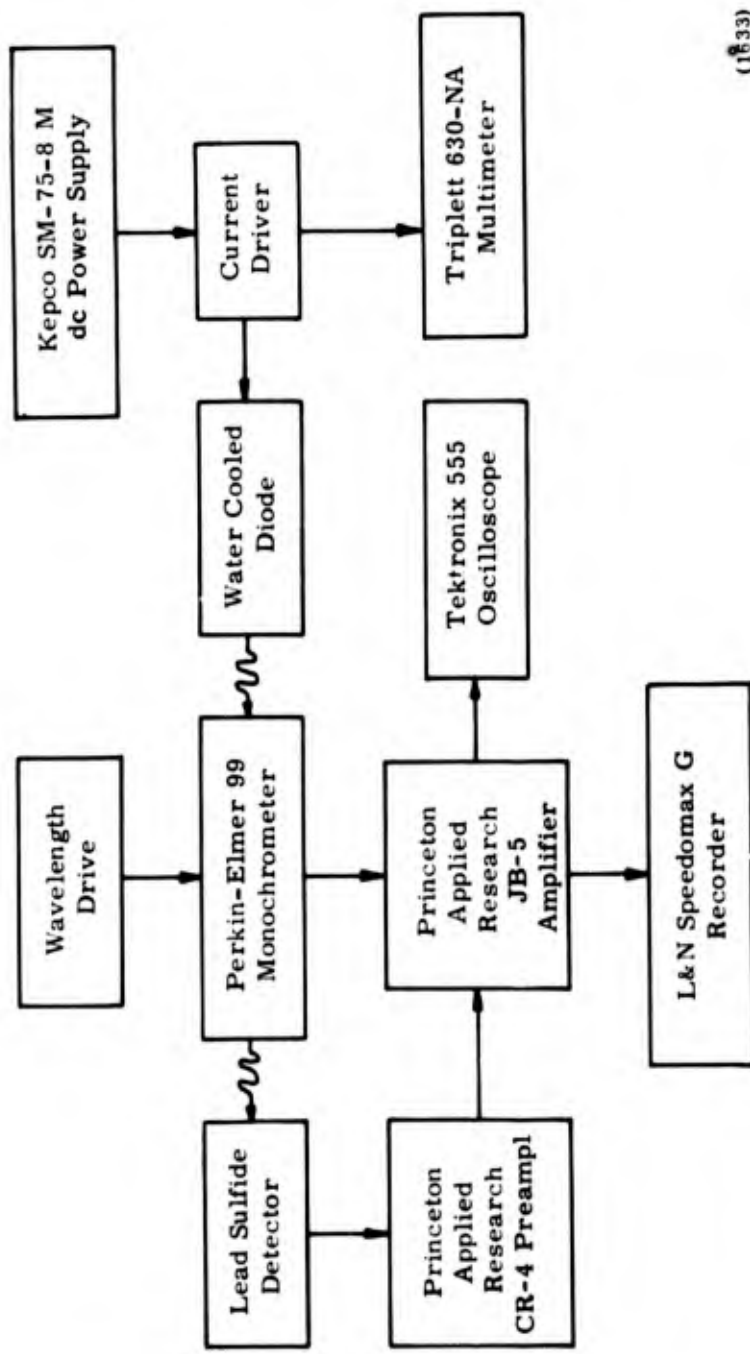 Kepco SM-75-8 M
dc Power Supply
Current
Driver
Triplett 630-NA
Multimeter
Water Cooled
Diode
Tektronix 555
Oscilloscope
Wavelength
Drive
Perkin-Elmer 99
Monochrometer
Princeton
Applied
Research
JB-5
Amplifier
L&N Speedomax G
Recorder
Lead Sulfide
Detector
Princeton
Applied
Research
CR-4 Preampl